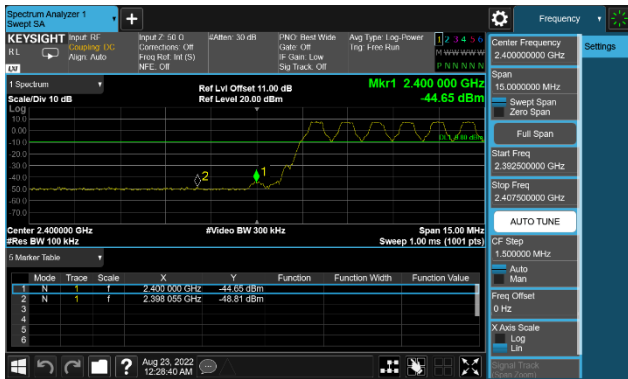 Spectrum Analyzer 1
Swept SA
Frequency
KEYSIGHT Input: RF
RL Coupling: DC
Align: Auto
Input Z: 50 Ω
Corrections: Off
Freq Ref: Int (S)
NFE: Off
#Atten: 30 dB
PNO: Best Wide
Gate: Off
IF Gain: Low
Sig Track: Off
Avg Type: Log-Power
Trig: Free Run
1 2 3 4 5 6
M W W W W W
P N N N N N
LXI
1 Spectrum
Scale/Div 10 dB
Ref Lvl Offset 11.00 dB
Ref Level 20.00 dBm
Mkr1 2.400 000 GHz
-44.65 dBm
Log
10.0
0.00
-10.0
-20.0
-30.0
-40.0
-50.0
-60.0
-70.0
2
1
Center 2.400000 GHz
#Res BW 100 kHz
#Video BW 300 kHz
Span 15.00 MHz
Sweep 1.00 ms (1001 pts)
5 Marker Table
Mode Trace Scale X Y Function Function Width Function Value
1 N 1 f 2.400 000 GHz -44.65 dBm
2 N 1 f 2.398 055 GHz -48.81 dBm
3
4
5
6
Aug 23, 2022
12:28:40 AM
Center Frequency
2.400000000 GHz
Settings
Span
15.0000000 MHz
Swept Span
Zero Span
Full Span
Start Freq
2.392500000 GHz
Stop Freq
2.407500000 GHz
AUTO TUNE
CF Step
1.500000 MHz
Auto
Man
Freq Offset
0 Hz
X Axis Scale
Log
Lin
Signal Track
(Span Zoom)